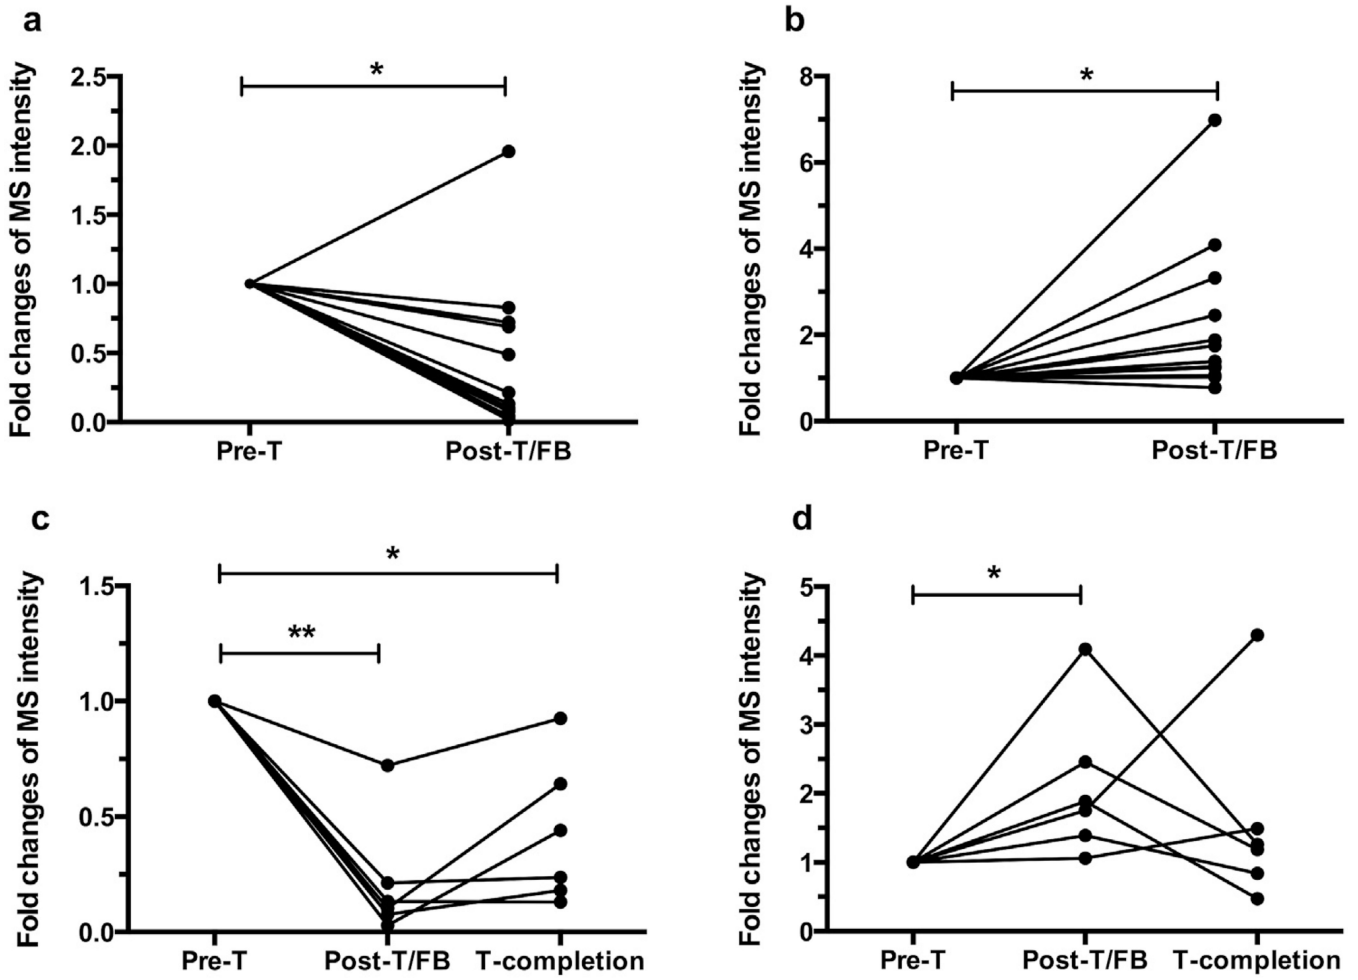 a
Fold changes of MS intensity
2.5
2.0
1.5
1.0
0.5
0.0
*
Pre-T Post-T/FB
b
Fold changes of MS intensity
8
6
4
2
0
*
Pre-T Post-T/FB
c
Fold changes of MS intensity
1.5
1.0
0.5
0.0
*
**
Pre-T Post-T/FB T-completion
d
Fold changes of MS intensity
5
4
3
2
1
0
*
Pre-T Post-T/FB T-completion